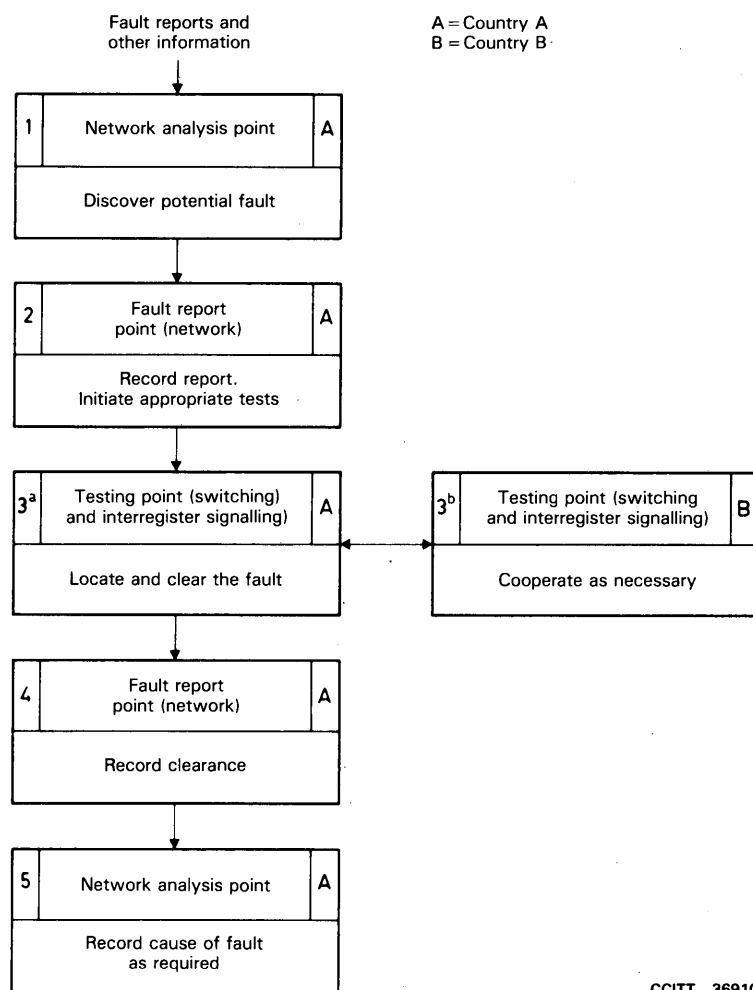 Fault reports and
other information
A = Country A
B = Country B
1 Network analysis point A
Discover potential fault
2 Fault report
point (network) A
Record report.
Initiate appropriate tests
3a Testing point (switching)
and interregister signalling) A
Locate and clear the fault
3b Testing point (switching
and interregister signalling) B
Cooperate as necessary
4 Fault report
point (network) A
Record clearance
5 Network analysis point A
Record cause of fault
as required
CCITT 36910